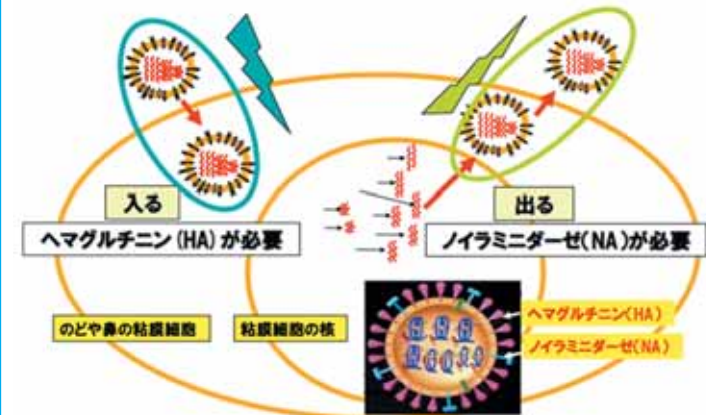 入る
ヘマグルチニン(HA)が必要
出る
ノイラミニダーゼ(NA)が必要
のどや鼻の粘膜細胞
粘膜細胞の核
ヘマグルチニン(HA)
ノイラミニダーゼ(NA)